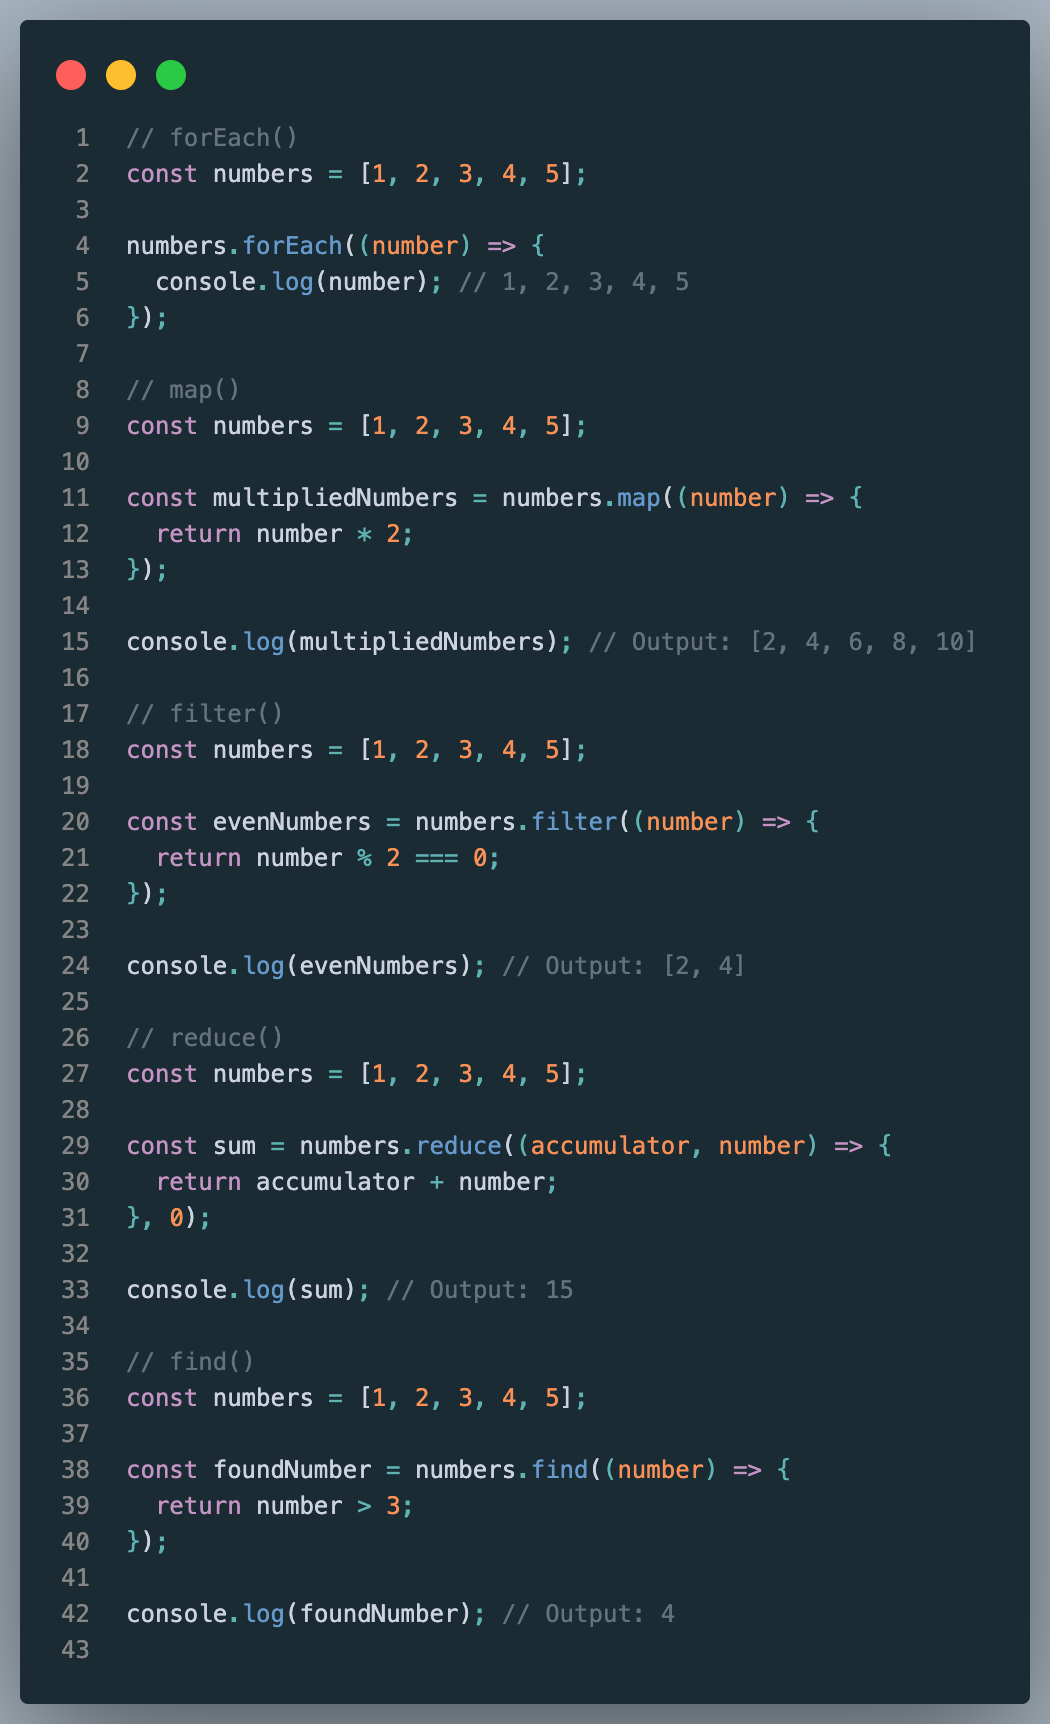 1 // forEach()
2 const numbers = [1, 2, 3, 4, 5];
3
4 numbers.forEach((number) => {
5   console.log(number); // 1, 2, 3, 4, 5
6 });
7
8 // map()
9 const numbers = [1, 2, 3, 4, 5];
10
11 const multipliedNumbers = numbers.map((number) => {
12   return number * 2;
13 });
14
15 console.log(multipliedNumbers); // Output: [2, 4, 6, 8, 10]
16
17 // filter()
18 const numbers = [1, 2, 3, 4, 5];
19
20 const evenNumbers = numbers.filter((number) => {
21   return number % 2 === 0;
22 });
23
24 console.log(evenNumbers); // Output: [2, 4]
25
26 // reduce()
27 const numbers = [1, 2, 3, 4, 5];
28
29 const sum = numbers.reduce((accumulator, number) => {
30   return accumulator + number;
31 }, 0);
32
33 console.log(sum); // Output: 15
34
35 // find()
36 const numbers = [1, 2, 3, 4, 5];
37
38 const foundNumber = numbers.find((number) => {
39   return number > 3;
40 });
41
42 console.log(foundNumber); // Output: 4
43